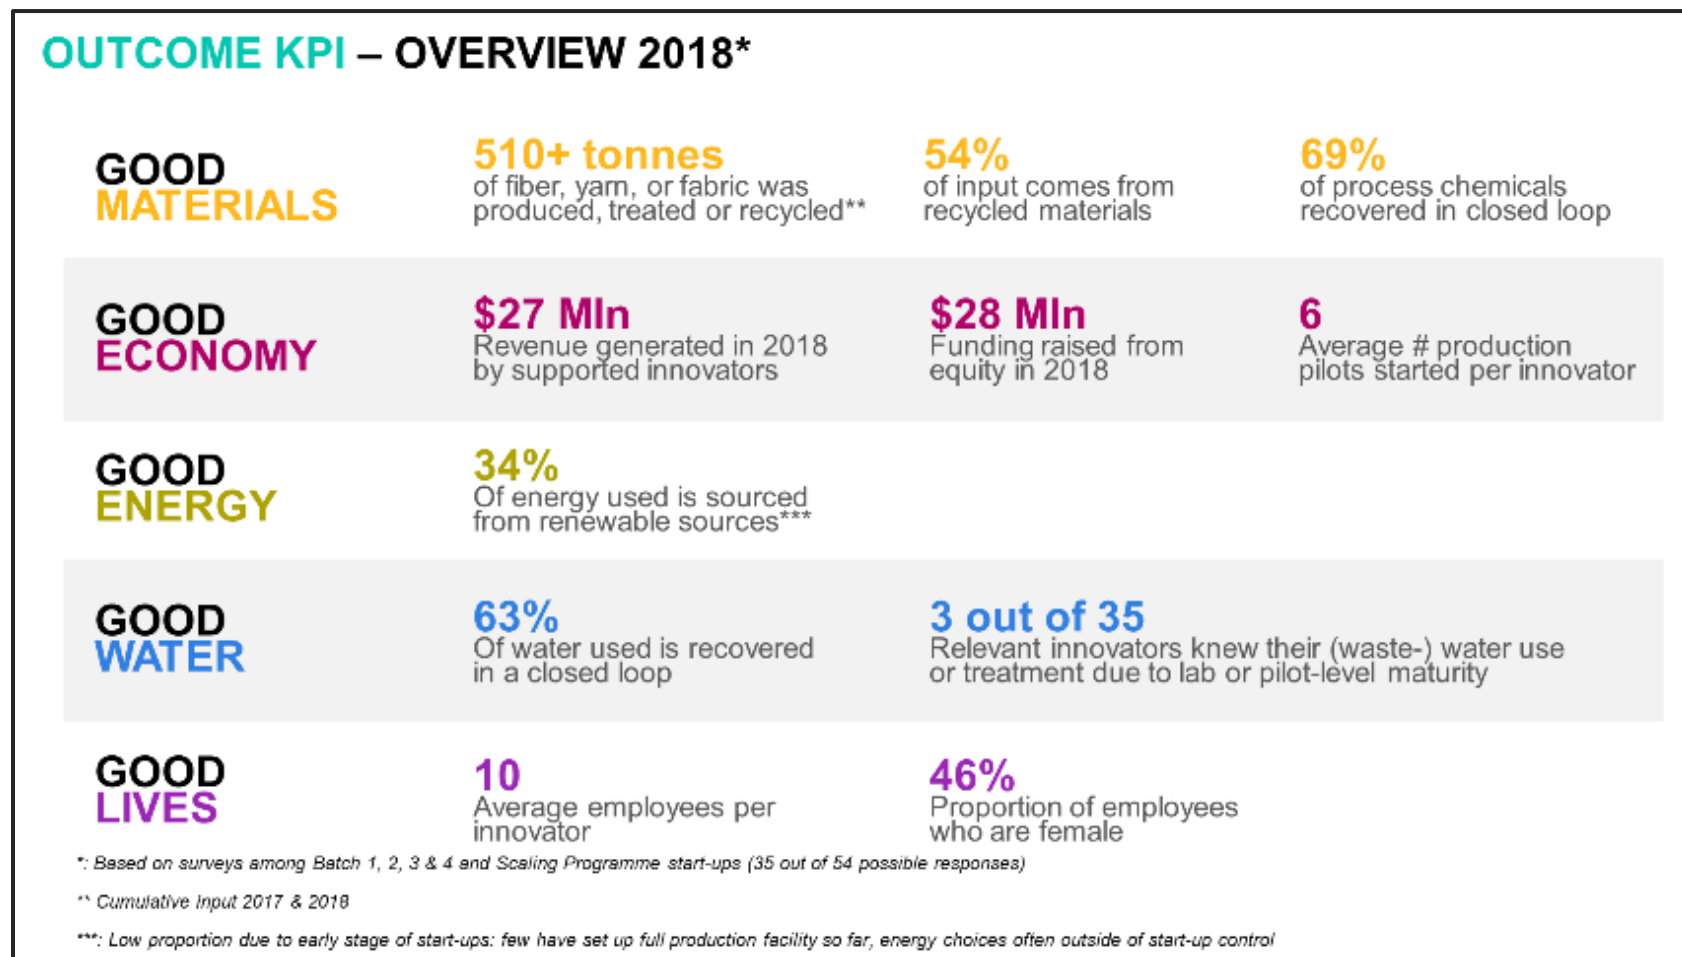 OUTCOME KPI – OVERVIEW 2018*
GOOD
MATERIALS
510+ tonnes
of fiber, yarn, or fabric was
produced, treated or recycled**
54%
of input comes from
recycled materials
69%
of process chemicals
recovered in closed loop
GOOD
ECONOMY
$27 Mln
Revenue generated in 2018
by supported innovators
$28 Mln
Funding raised from
equity in 2018
6
Average # production
pilots started per innovator
GOOD
ENERGY
34%
Of energy used is sourced
from renewable sources***
GOOD
WATER
63%
Of water used is recovered
in a closed loop
3 out of 35
Relevant innovators knew their (waste-) water use
or treatment due to lab or pilot-level maturity
GOOD
LIVES
10
Average employees per
innovator
46%
Proportion of employees
who are female
*: Based on surveys among Batch 1, 2, 3 & 4 and Scaling Programme start-ups (35 out of 54 possible responses)
** Cumulative Input 2017 & 2018
***: Low proportion due to early stage of start-ups: few have set up full production facility so far, energy choices often outside of start-up control